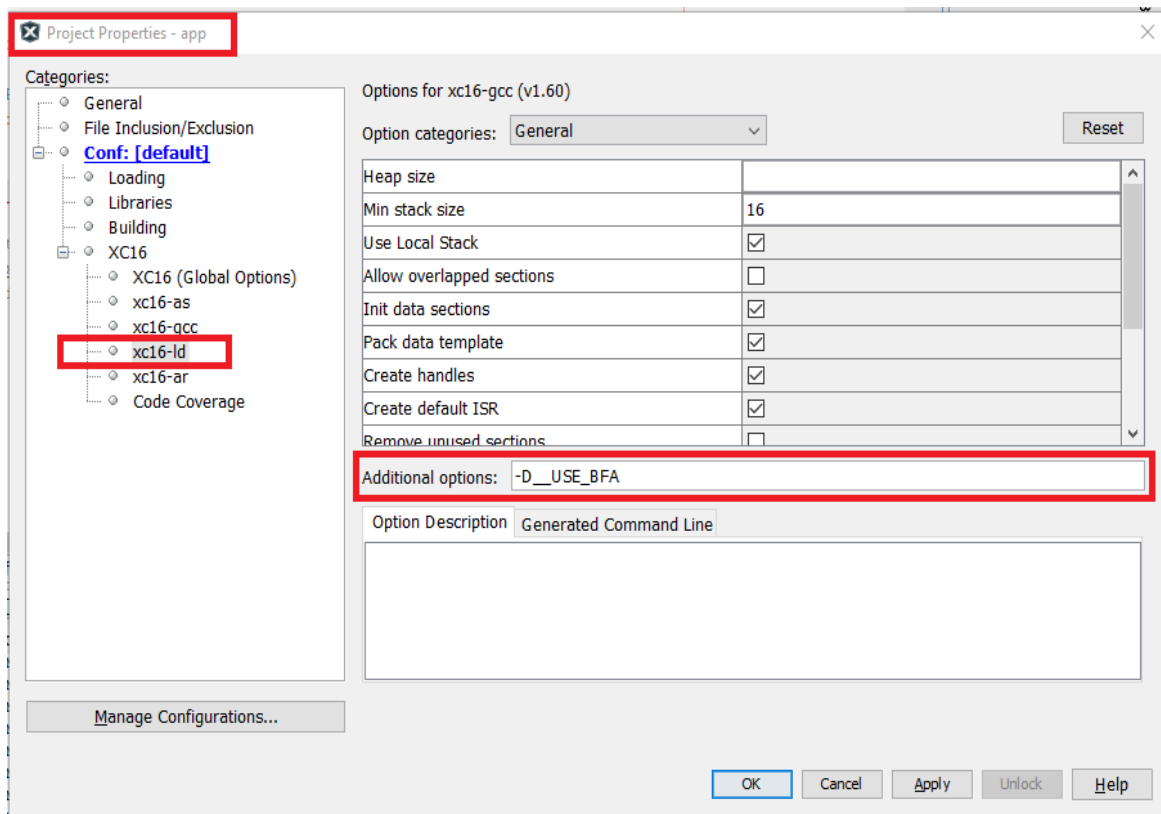 Project Properties - app
Categories:
General
File Inclusion/Exclusion
Conf: [default]
Loading
Libraries
Building
XC16
XC16 (Global Options)
xc16-as
xc16-gcc
xc16-ld
xc16-ar
Code Coverage
Manage Configurations...
Options for xc16-gcc (v1.60)
Option categories: General Reset
Heap size
Min stack size 16
Use Local Stack
Allow overlapped sections
Init data sections
Pack data template
Create handles
Create default ISR
Remove unused sections
Additional options: -D__USE_BFA
Option Description Generated Command Line
OK Cancel Apply Unlock Help